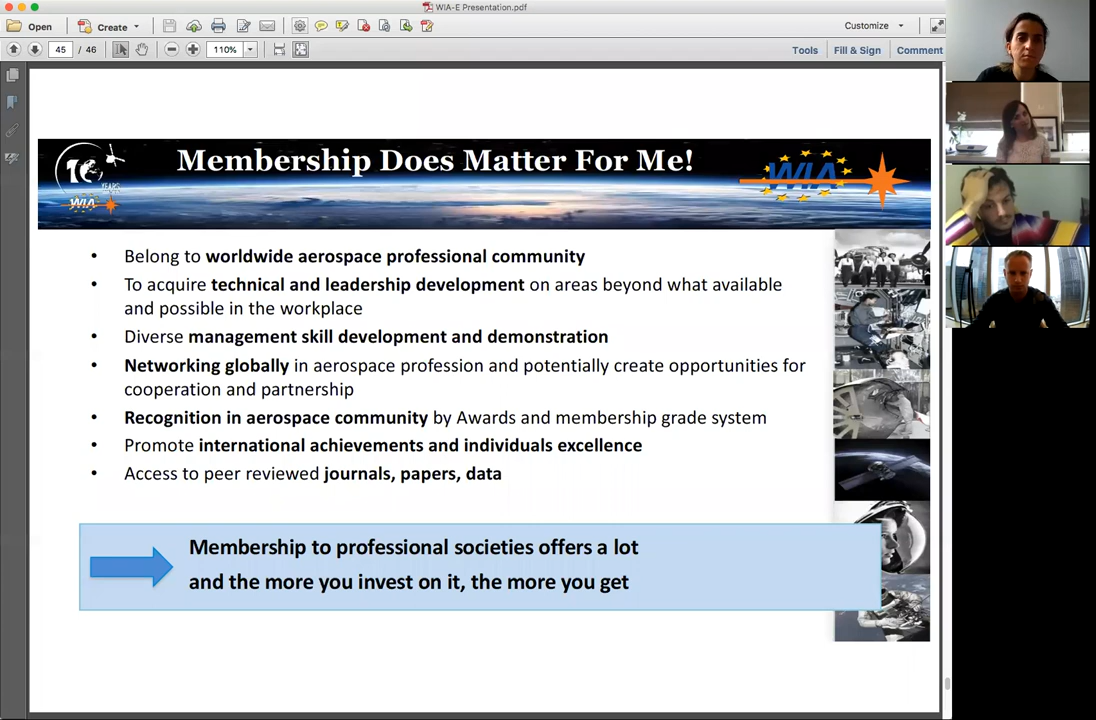 WIA-E Presentation.pdf
Open
Create
Customize
45 / 46
110%
Tools
Fill & Sign
Comment
10
YEARS
WIA
Membership Does Matter For Me!
WIA
• Belong to worldwide aerospace professional community
• To acquire technical and leadership development on areas beyond what available
and possible in the workplace
• Diverse management skill development and demonstration
• Networking globally in aerospace profession and potentially create opportunities for
cooperation and partnership
• Recognition in aerospace community by Awards and membership grade system
• Promote international achievements and individuals excellence
• Access to peer reviewed journals, papers, data
Membership to professional societies offers a lot
and the more you invest on it, the more you get